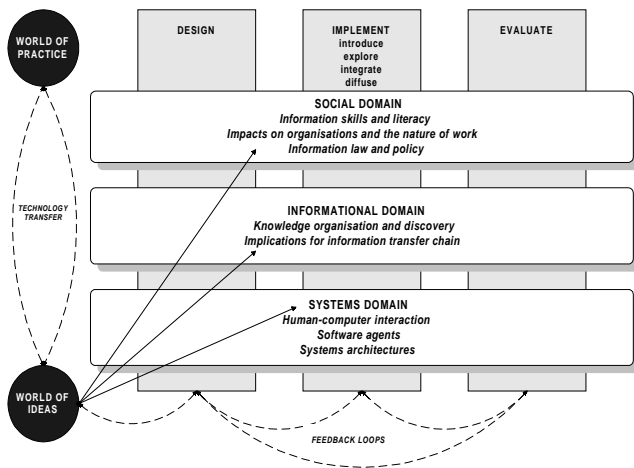 WORLD OF
PRACTICE
DESIGN
IMPLEMENT
introduce
explore
integrate
diffuse
EVALUATE
SOCIAL DOMAIN
Information skills and literacy
Impacts on organisations and the nature of work
Information law and policy
TECHNOLOGY
TRANSFER
INFORMATIONAL DOMAIN
Knowledge organisation and discovery
Implications for information transfer chain
SYSTEMS DOMAIN
Human-computer interaction
Software agents
Systems architectures
WORLD OF
IDEAS
FEEDBACK LOOPS